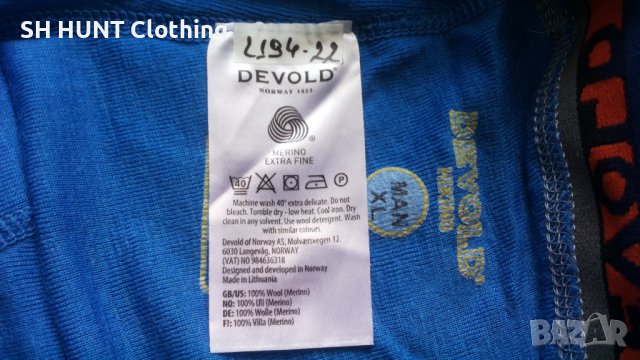 SH HUNT Clothing
L194-22
DEVOLD®
NORWAY 1853
®
MERINO
EXTRA FINE
40 P
Machine wash 40° extra delicate. Do not
bleach. Tumble dry - low heat. Cool iron. Dry
clean in any solvent. Use wool detergent. Wash
with similar colours.
Devold of Norway AS, Molværsvegen 12.
6030 Langevåg, NORWAY
(VAT) NO 984636318
Designed and developed in Norway
Made in Lithuania
GB/US: 100% Wool (Merino)
NO: 100% Ull (Merino)
DE: 100% Wolle (Merino)
FI: 100% Villa (Merino)
MAN
XL
DEVOLD
BAZAR